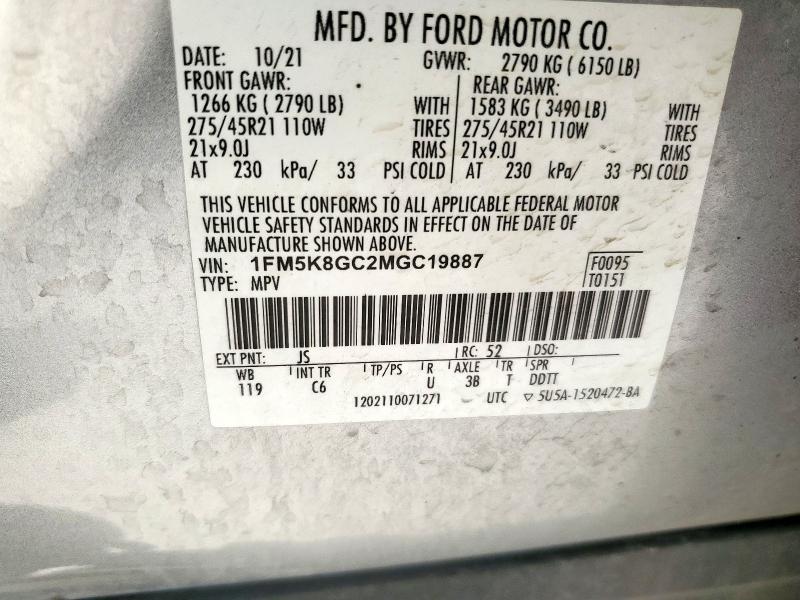 MFD. BY FORD MOTOR CO.
DATE: 10/21 GVWR: 2790 KG ( 6150 LB)
FRONT GAWR: REAR GAWR:
1266 KG ( 2790 LB) WITH 1583 KG ( 3490 LB) WITH
275/45R21 110W TIRES 275/45R21 110W TIRES
21x9.0J RIMS 21x9.0J RIMS
AT 230 kPa/ 33 PSI COLD AT 230 kPa/ 33 PSI COLD
THIS VEHICLE CONFORMS TO ALL APPLICABLE FEDERAL MOTOR
VEHICLE SAFETY STANDARDS IN EFFECT ON THE DATE OF
MANUFACTURE SHOWN ABOVE.
VIN: 1FM5K8GC2MGC19887 F0095
TYPE: MPV T0151
EXT PNT: JS RC: 52 DSO:
WB INT TR TP/PS R AXLE TR SPR
119 C6 U 3B T DDTT
1202110071271 UTC ▽ 5U5A-1520472-BA